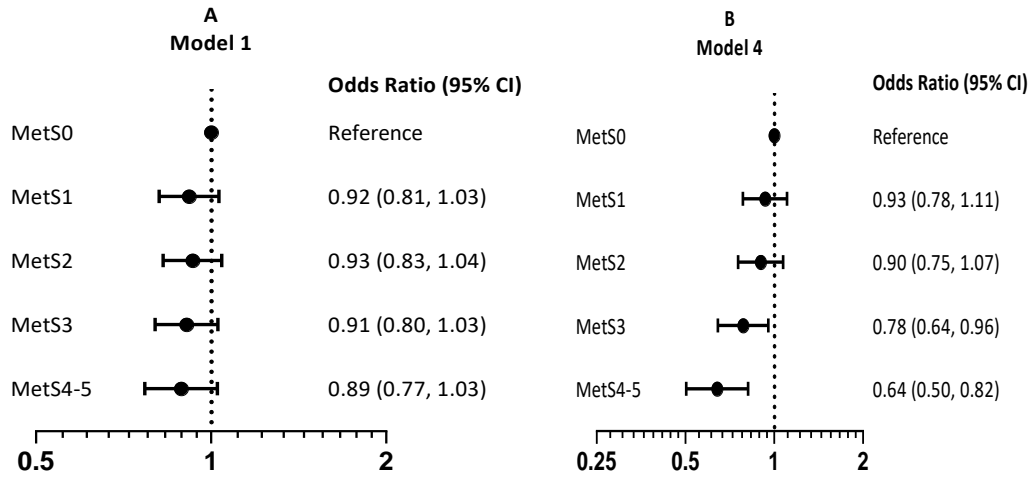 A
Model 1
Odds Ratio (95% CI)
MetS0 Reference
MetS1 0.92 (0.81, 1.03)
MetS2 0.93 (0.83, 1.04)
MetS3 0.91 (0.80, 1.03)
MetS4-5 0.89 (0.77, 1.03)
0.5 1 2
B
Model 4
Odds Ratio (95% CI)
MetS0 Reference
MetS1 0.93 (0.78, 1.11)
MetS2 0.90 (0.75, 1.07)
MetS3 0.78 (0.64, 0.96)
MetS4-5 0.64 (0.50, 0.82)
0.25 0.5 1 2